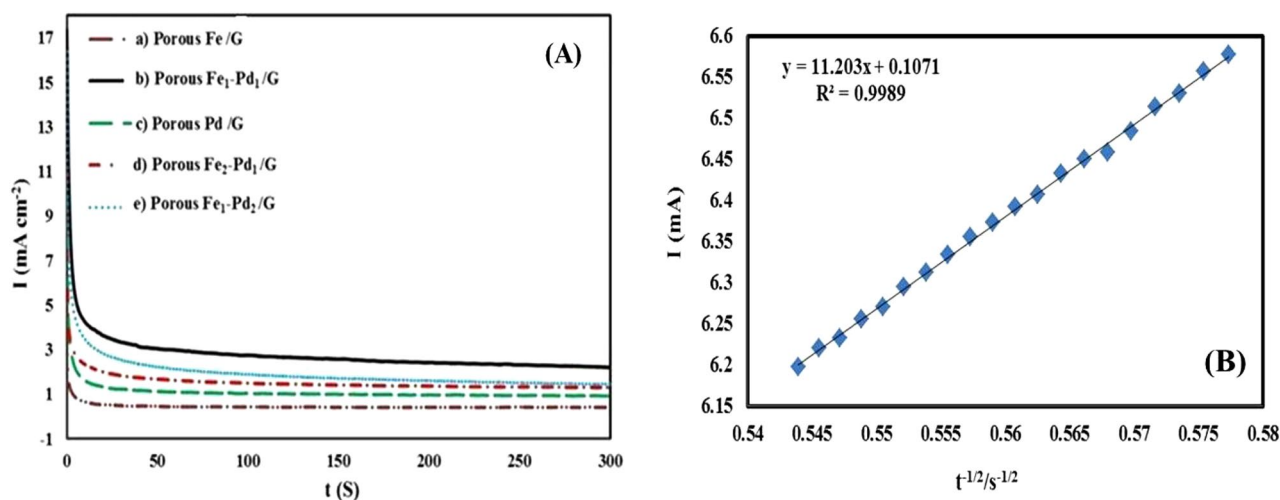 17
15
13
11
9
7
5
3
1
-1
I (mA cm⁻²)
a) Porous Fe/G
b) Porous Fe₁-Pd₁/G
c) Porous Pd/G
d) Porous Fe₂-Pd₁/G
e) Porous Fe₁-Pd₂/G
(A)
0 50 100 150 200 250 300
t (S)
6.6
6.55
6.5
6.45
6.4
6.35
6.3
6.25
6.2
6.15
I (mA)
y = 11.203x + 0.1071
R² = 0.9989
(B)
0.54 0.545 0.55 0.555 0.56 0.565 0.57 0.575 0.58
t⁻¹/²/s⁻¹/²